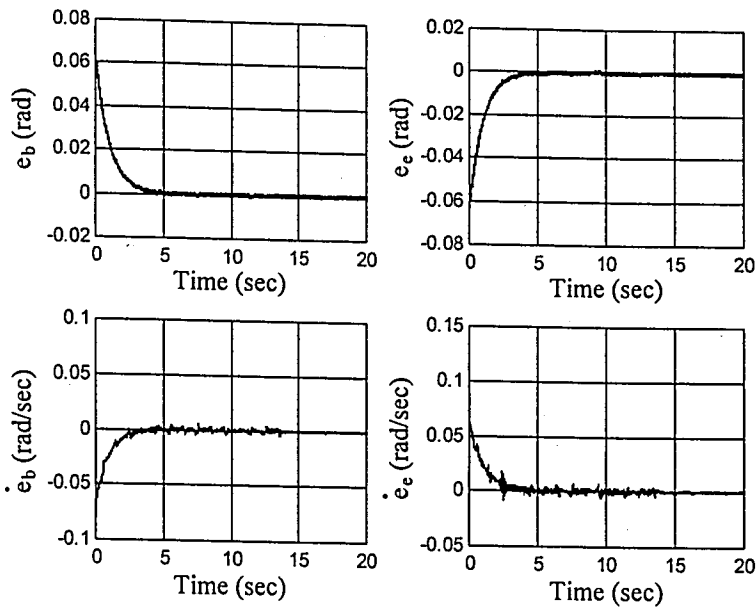 0.08
0.06
0.04
0.02
0
-0.02
e_b (rad)
0 5 10 15 20
Time (sec)
0.02
0
-0.02
-0.04
-0.06
-0.08
e_e (rad)
0 5 10 15 20
Time (sec)
0.1
0.05
0
-0.05
-0.1
ė_b (rad/sec)
0 5 10 15 20
Time (sec)
0.15
0.1
0.05
0
-0.05
ė_e (rad/sec)
0 5 10 15 20
Time (sec)